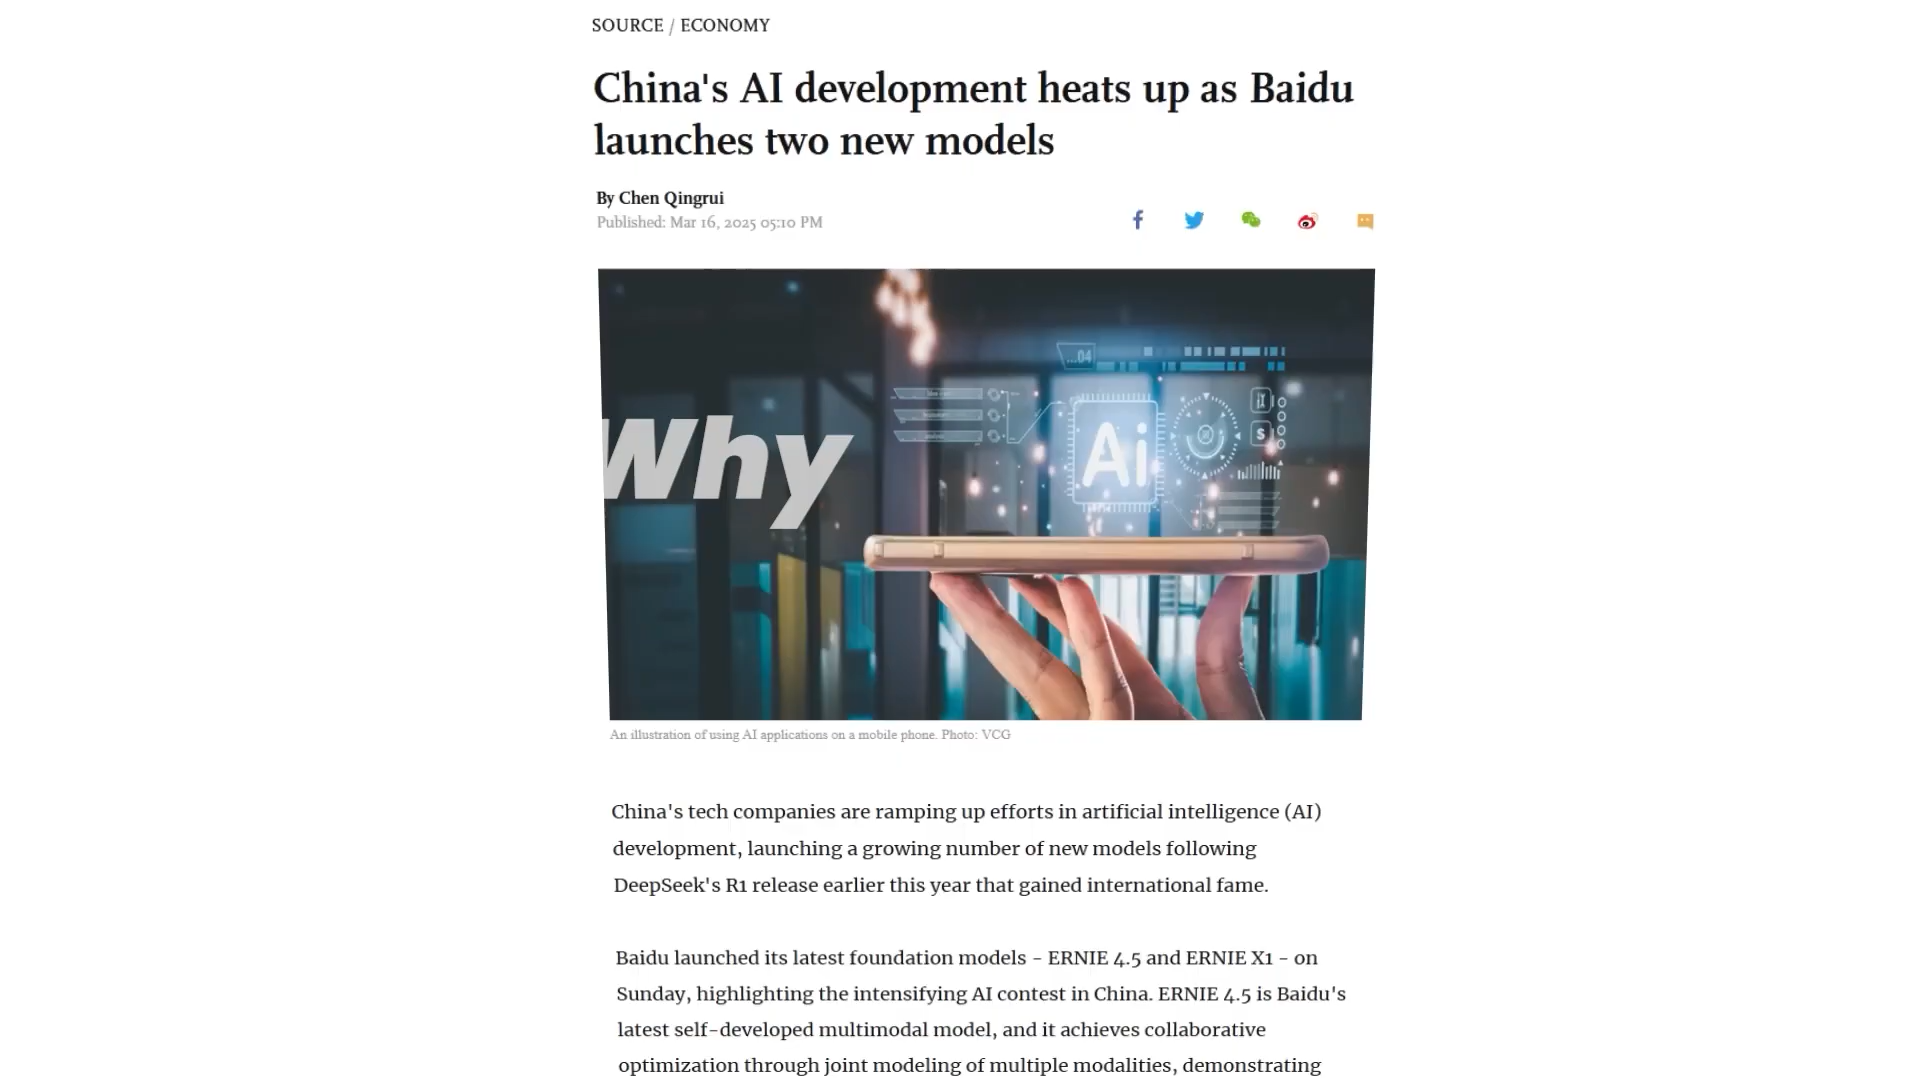 SOURCE / ECONOMY
China's AI development heats up as Baidu
launches two new models
By Chen Qingrui
Published: Mar 16, 2025 05:10 PM
...04
Why
Ai
$
An illustration of using AI applications on a mobile phone. Photo: VCG
China's tech companies are ramping up efforts in artificial intelligence (AI)
development, launching a growing number of new models following
DeepSeek's R1 release earlier this year that gained international fame.
Baidu launched its latest foundation models - ERNIE 4.5 and ERNIE X1 - on
Sunday, highlighting the intensifying AI contest in China. ERNIE 4.5 is Baidu's
latest self-developed multimodal model, and it achieves collaborative
optimization through joint modeling of multiple modalities, demonstrating